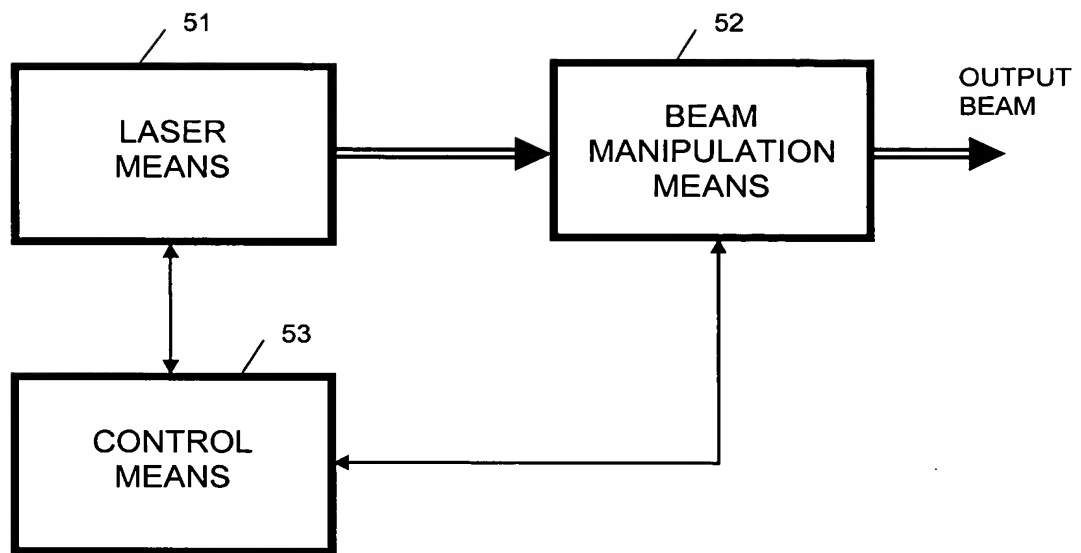 51
LASER
MEANS
52
BEAM
MANIPULATION
MEANS
OUTPUT
BEAM
53
CONTROL
MEANS